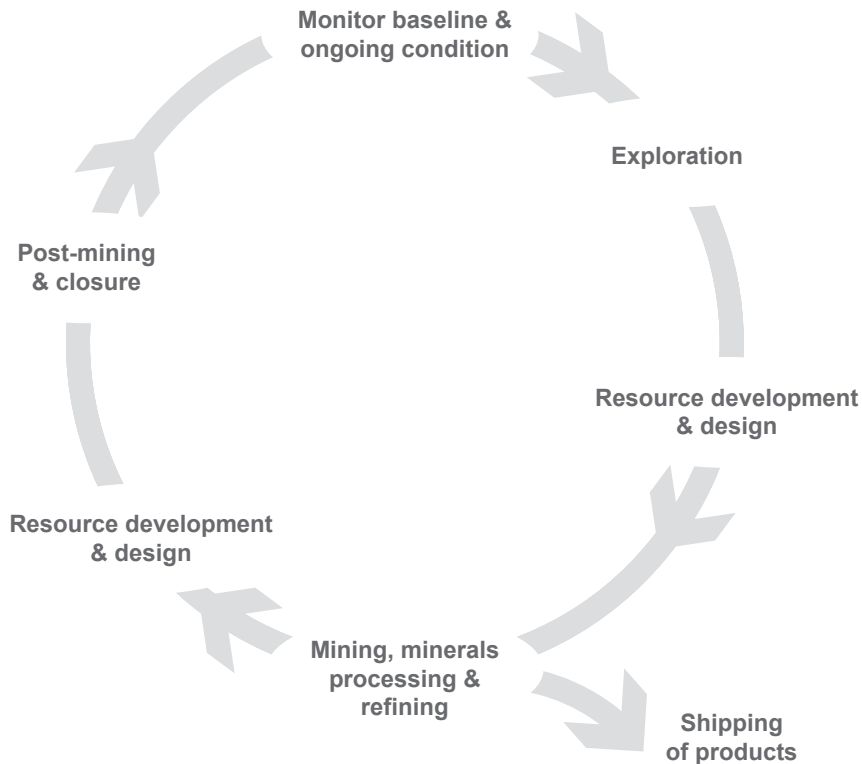 Monitor baseline &
ongoing condition
Exploration
Resource development
& design
Mining, minerals
processing &
refining
Shipping
of products
Resource development
& design
Post-mining
& closure